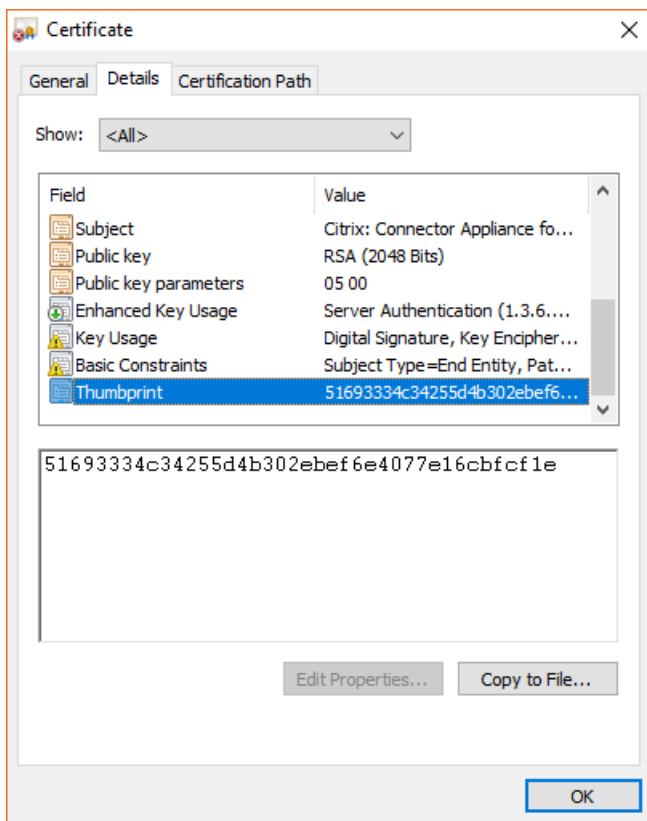 Certificate
General Details Certification Path
Show: <All>
Field Value
Subject Citrix: Connector Appliance fo...
Public key RSA (2048 Bits)
Public key parameters 05 00
Enhanced Key Usage Server Authentication (1.3.6....
Key Usage Digital Signature, Key Encipher...
Basic Constraints Subject Type=End Entity, Pat...
Thumbprint 51693334c34255d4b302ebef6...
51693334c34255d4b302ebef6e4077e16cbfcf1e
Edit Properties... Copy to File...
OK